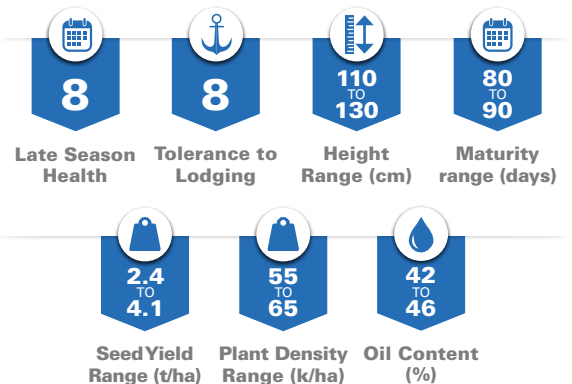 8
Late Season
Health
8
Tolerance to
Lodging
110
TO
130
Height
Range (cm)
80
TO
90
Maturity
range (days)
2.4
TO
4.1
Seed Yield
Range (t/ha)
55
TO
65
Plant Density
Range (k/ha)
42
TO
46
Oil Content
(%)